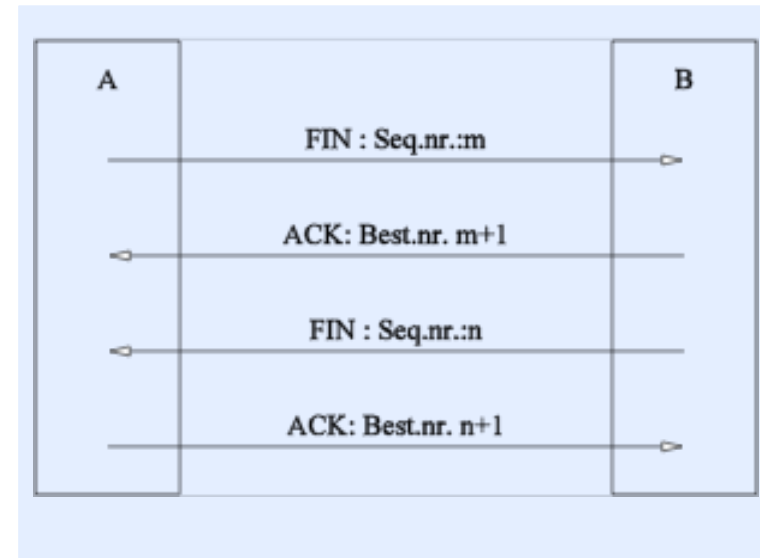 A
B
FIN : Seq.nr.:m
ACK: Best.nr. m+1
FIN : Seq.nr.:n
ACK: Best.nr. n+1